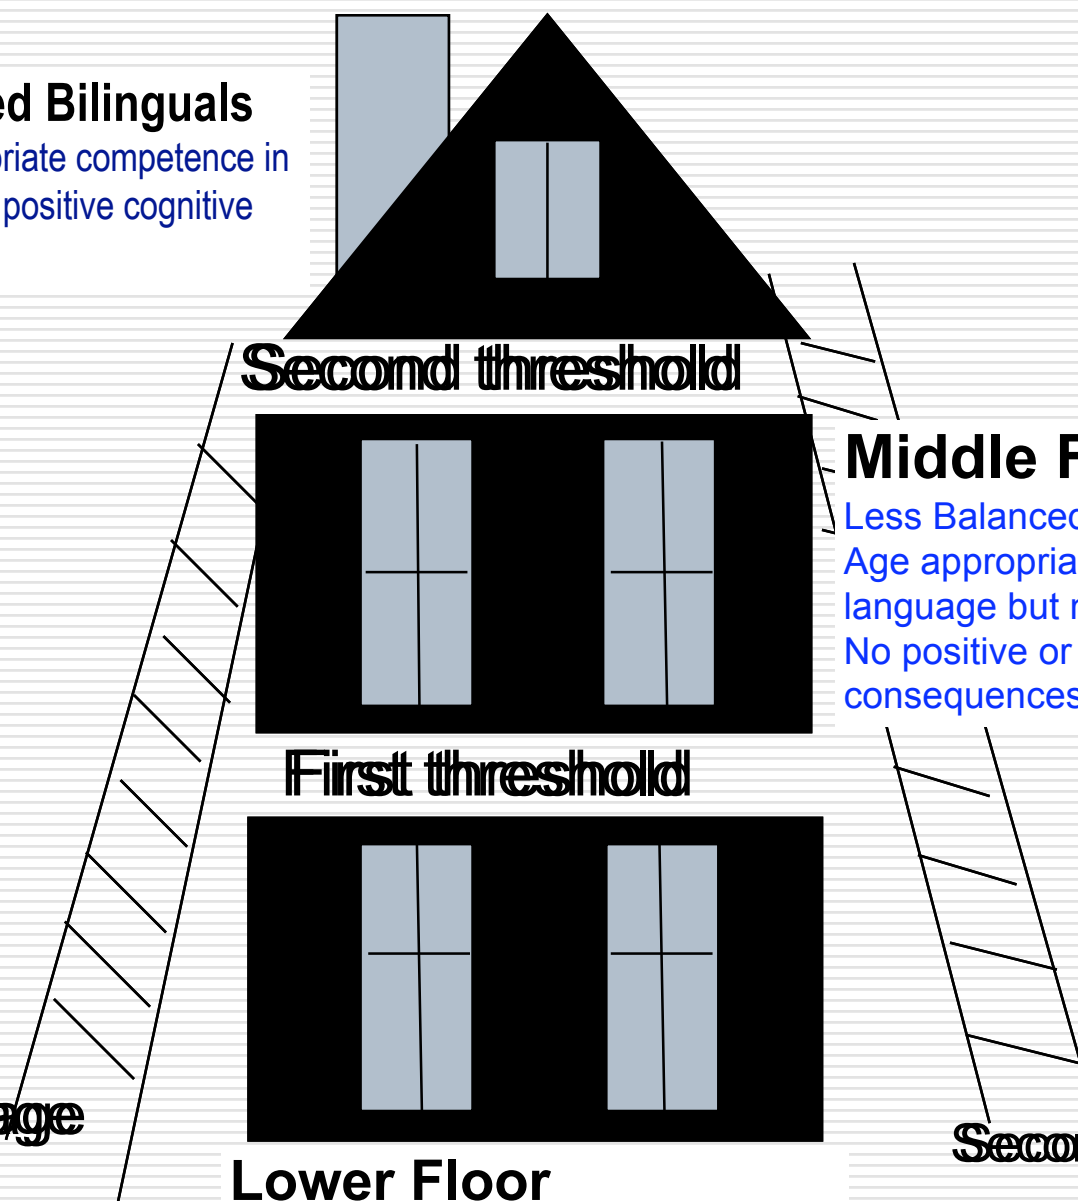 ed Bilinguals
riate competence in
positive cognitive
Second threshold
Middle F
Less Balanced
Age appropria
language but n
No positive or
consequences
First threshold
age
Secon
Lower Floor